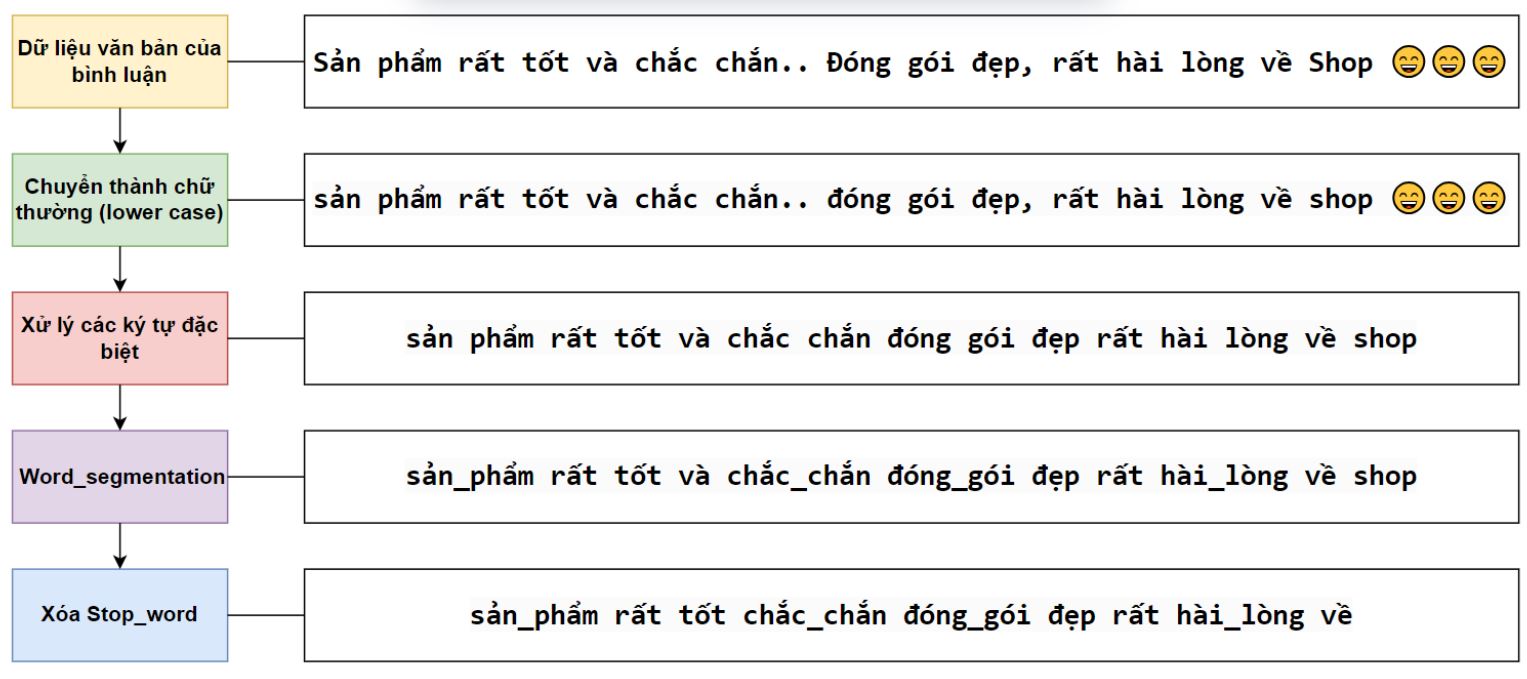 Dữ liệu văn bản của
bình luận
Sản phẩm rất tốt và chắc chắn.. Đóng gói đẹp, rất hài lòng về Shop 😄😄😄
Chuyển thành chữ
thường (lower case)
sản phẩm rất tốt và chắc chắn.. đóng gói đẹp, rất hài lòng về shop 😄😄😄
Xử lý các ký tự đặc
biệt
sản phẩm rất tốt và chắc chắn đóng gói đẹp rất hài lòng về shop
Word_segmentation
sản_phẩm rất tốt và chắc_chắn đóng_gói đẹp rất hài_lòng về shop
Xóa Stop_word
sản_phẩm rất tốt chắc_chắn đóng_gói đẹp rất hài_lòng về